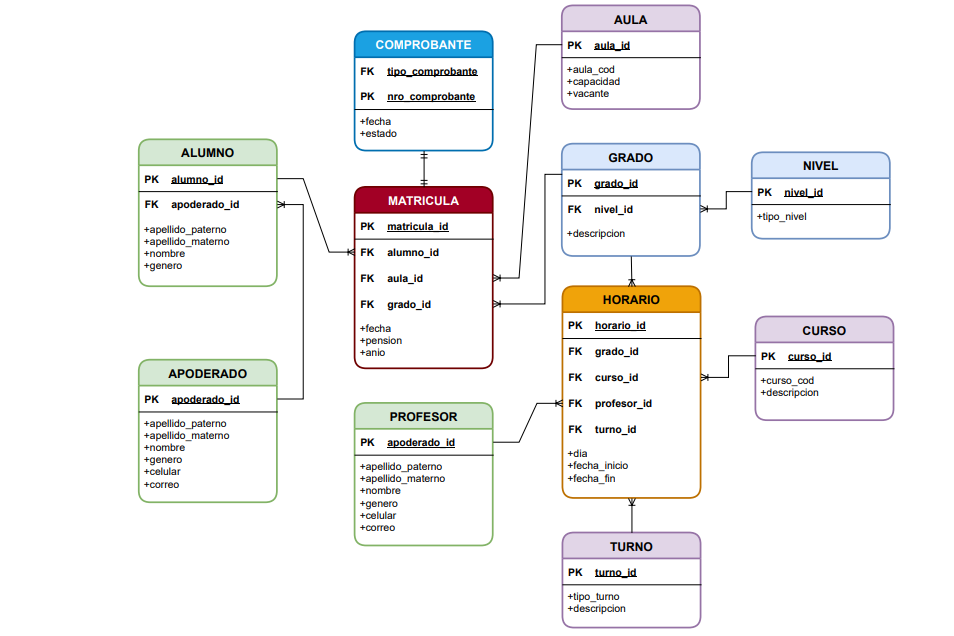 COMPROBANTE
FK tipo_comprobante
PK nro_comprobante
+fecha
+estado
AULA
PK aula_id
+aula_cod
+capacidad
+vacante
ALUMNO
PK alumno_id
FK apoderado_id
+apellido_paterno
+apellido_materno
+nombre
+genero
MATRICULA
PK matricula_id
FK alumno_id
FK aula_id
FK grado_id
+fecha
+pension
+anio
GRADO
PK grado_id
FK nivel_id
+descripcion
NIVEL
PK nivel_id
+tipo_nivel
HORARIO
PK horario_id
FK grado_id
FK curso_id
FK profesor_id
FK turno_id
+dia
+fecha_inicio
+fecha_fin
CURSO
PK curso_id
+curso_cod
+descripcion
APODERADO
PK apoderado_id
+apellido_paterno
+apellido_materno
+nombre
+genero
+celular
+correo
PROFESOR
PK apoderado_id
+apellido_paterno
+apellido_materno
+nombre
+genero
+celular
+correo
TURNO
PK turno_id
+tipo_turno
+descripcion